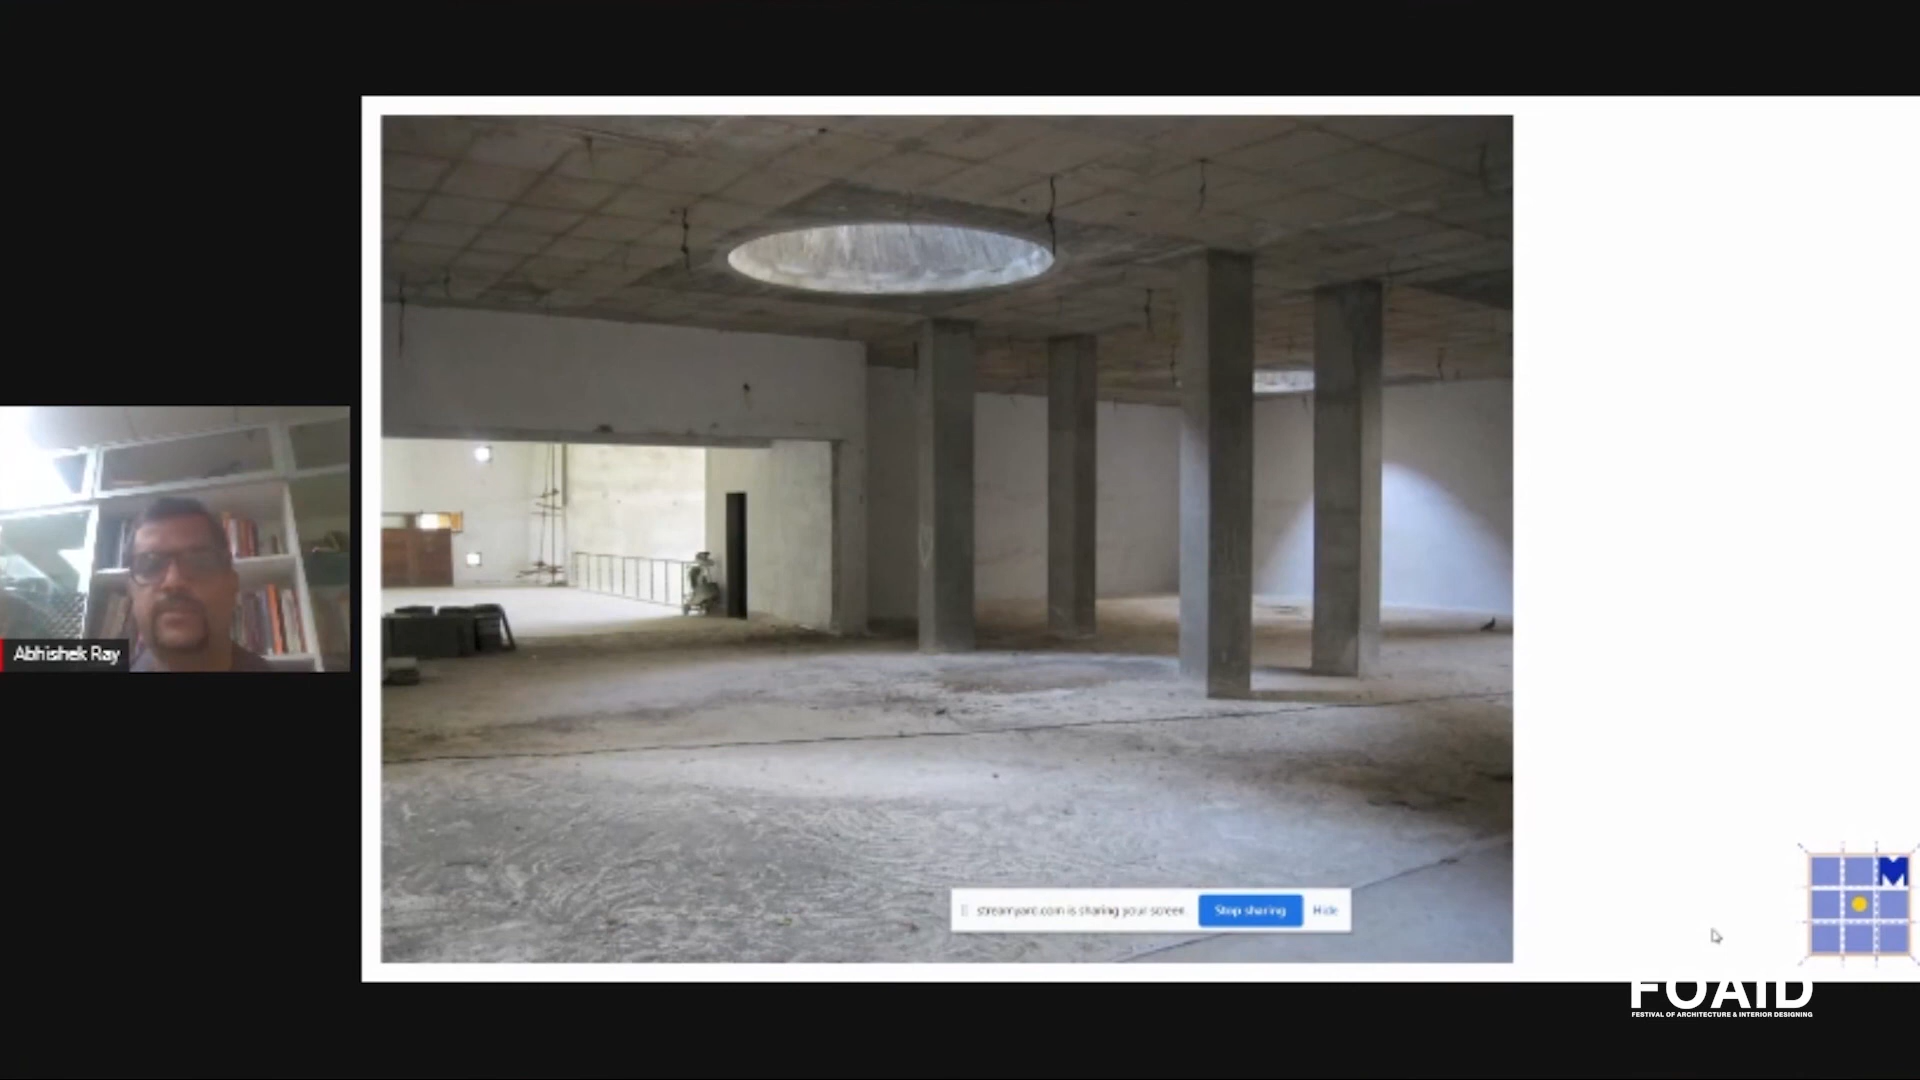 Abhishek Ray
streamyard.com is sharing your screen.
Stop sharing
Hide
M
FOAID
FESTIVAL OF ARCHITECTURE & INTERIOR DESIGNING